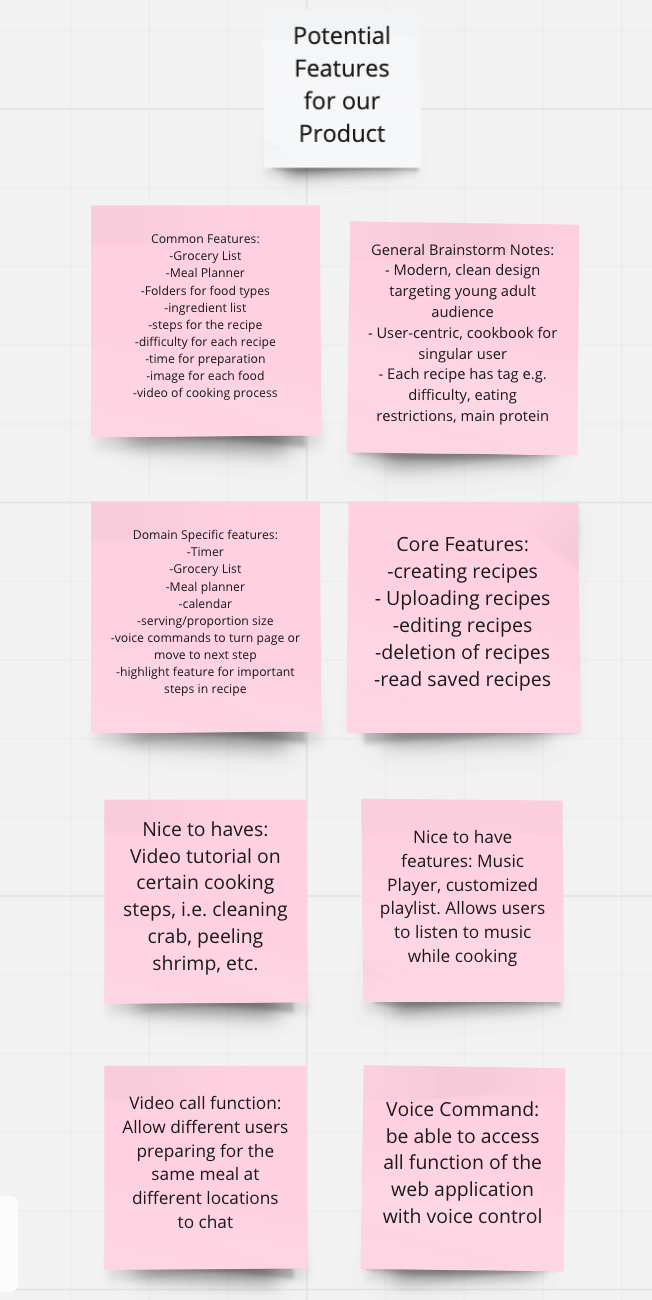 Potential
Features
for our
Product
Common Features:
-Grocery List
-Meal Planner
-Folders for food types
-ingredient list
-steps for the recipe
-difficulty for each recipe
-time for preparation
-image for each food
-video of cooking process
General Brainstorm Notes:
- Modern, clean design
targeting young adult
audience
- User-centric, cookbook for
singular user
- Each recipe has tag e.g.
difficulty, eating
restrictions, main protein
Domain Specific features:
-Timer
-Grocery List
-Meal planner
-calendar
-serving/proportion size
-voice commands to turn page or
move to next step
-highlight feature for important
steps in recipe
Core Features:
-creating recipes
- Uploading recipes
-editing recipes
-deletion of recipes
-read saved recipes
Nice to haves:
Video tutorial on
certain cooking
steps, i.e. cleaning
crab, peeling
shrimp, etc.
Nice to have
features: Music
Player, customized
playlist. Allows users
to listen to music
while cooking
Video call function:
Allow different users
preparing for the
same meal at
different locations
to chat
Voice Command:
be able to access
all function of the
web application
with voice control